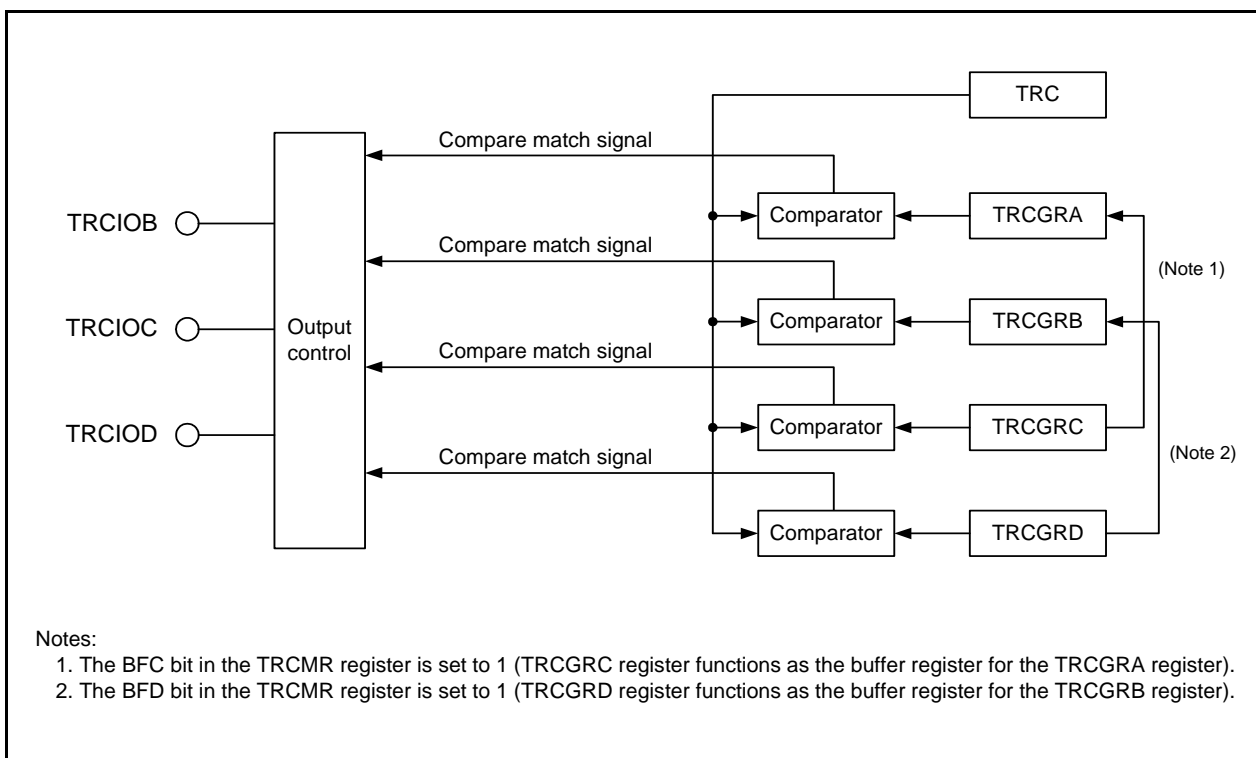 TRC
Compare match signal
Comparator
TRCGRA
TRCIOB
Compare match signal
(Note 1)
Comparator
TRCGRB
TRCIOC
Output
control
Compare match signal
Comparator
TRCGRC
TRCIOD
Compare match signal
(Note 2)
Comparator
TRCGRD
Notes:
1. The BFC bit in the TRCMR register is set to 1 (TRCGRC register functions as the buffer register for the TRCGRA register).
2. The BFD bit in the TRCMR register is set to 1 (TRCGRD register functions as the buffer register for the TRCGRB register).